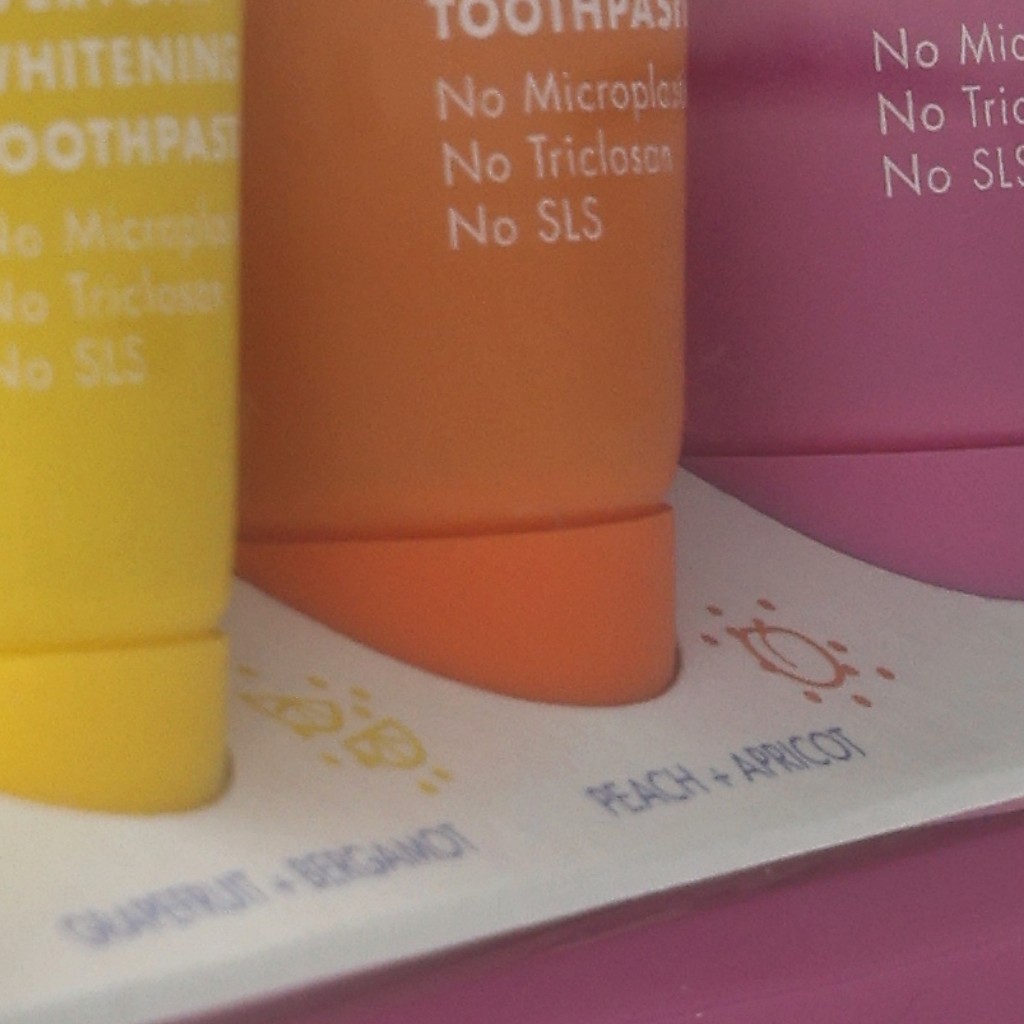 WHITENING
TOOTHPAST
No Micropla
No Triclosan
No SLS
TOOTHPAST
No Microplast
No Triclosan
No SLS
No Mic
No Tric
No SLS
GRAPEFRUIT + BERGAMOT
PEACH + APRICOT